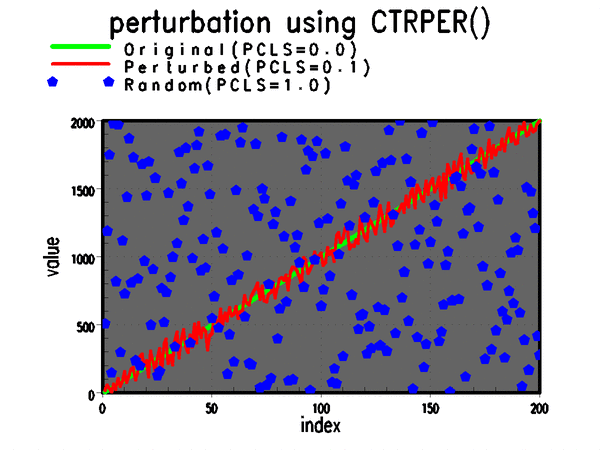 perturbation using CTRPER()
Original(PCLS=0.0)
Perturbed(PCLS=0.1)
Random(PCLS=1.0)
2000
1500
1000
500
0
value
0 50 100 150 200
index